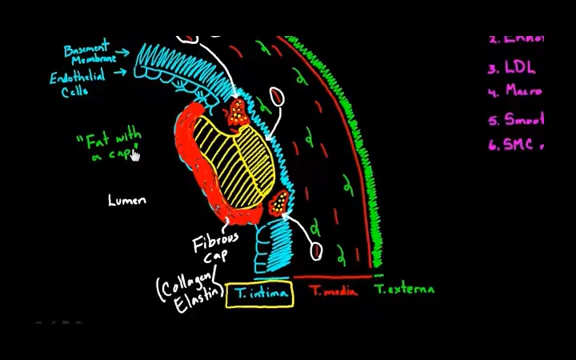 Basement
Membrane
Endothelial
Cells
"Fat with
a cap"
Lumen
Fibrous
cap
(Collagen
Elastin)
T. intima
T. media
T. externa
3. LDL
4. Macro
5. Smoot
6. SMC